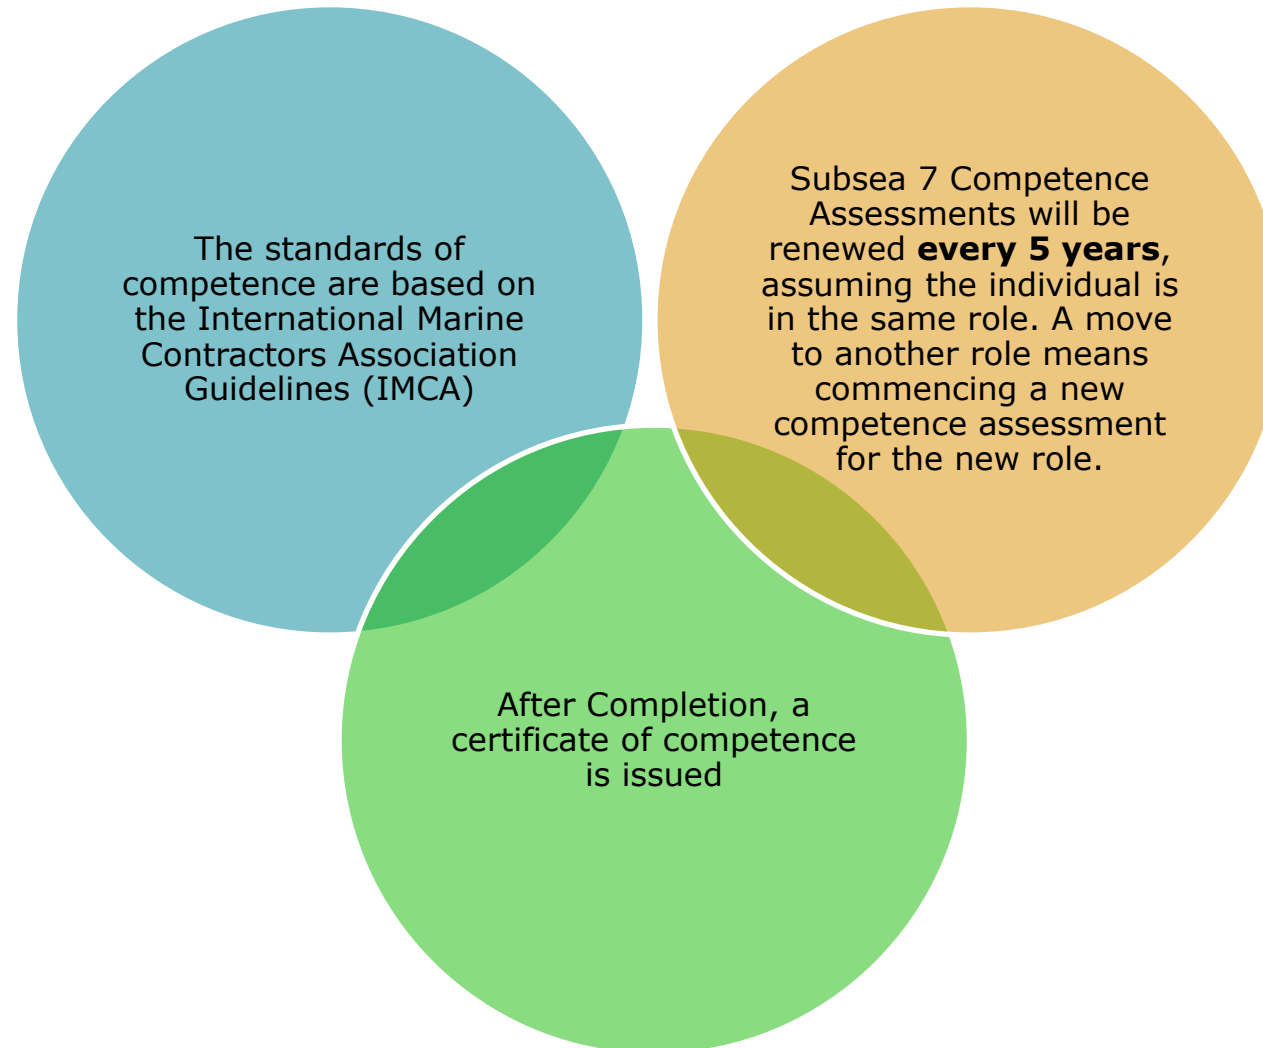 The standards of
competence are based on
the International Marine
Contractors Association
Guidelines (IMCA)
Subsea 7 Competence
Assessments will be
renewed every 5 years,
assuming the individual is
in the same role. A move
to another role means
commencing a new
competence assessment
for the new role.
After Completion, a
certificate of competence
is issued